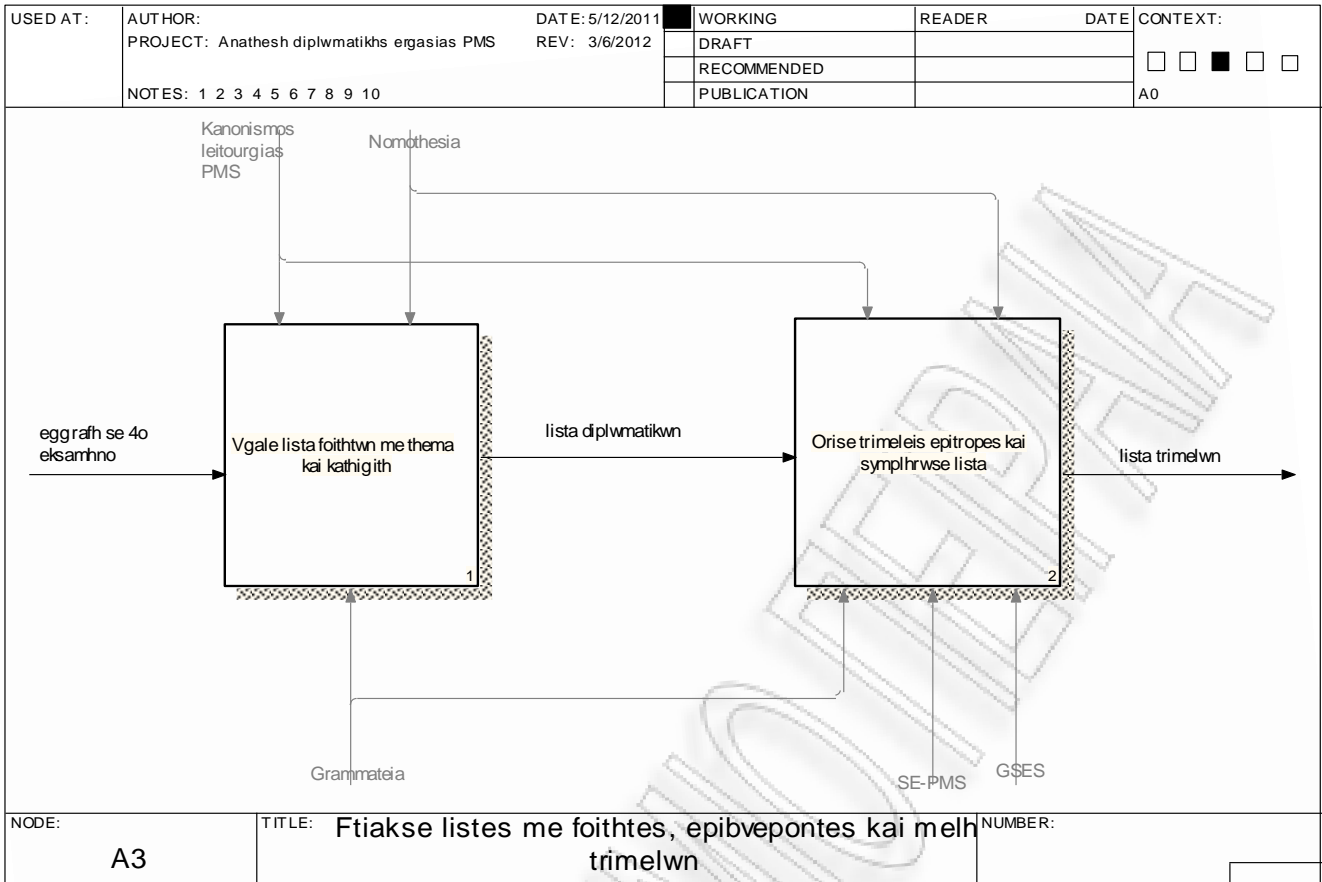 USED AT:
AUTHOR:
DATE: 5/12/2011
WORKING
READER
DATE
CONTEXT:
PROJECT: Anathesh diplwmatikhs ergasias PMS
REV: 3/6/2012
DRAFT
RECOMMENDED
NOTES: 1 2 3 4 5 6 7 8 9 10
PUBLICATION
A0
Kanonismos
leitourgias
PMS
Nomothesia
eggrafh se 4o
eksamhno
Vgale lista foithtwn me thema
kai kathigith
1
lista diplwmatikwn
Orise trimeleis epitropes kai
symplhrwse lista
2
lista trimelwn
Grammateia
SE-PMS
GSES
NODE:
A3
TITLE:
Ftiakse listes me foithtes, epibvepontes kai melh
trimelwn
NUMBER: